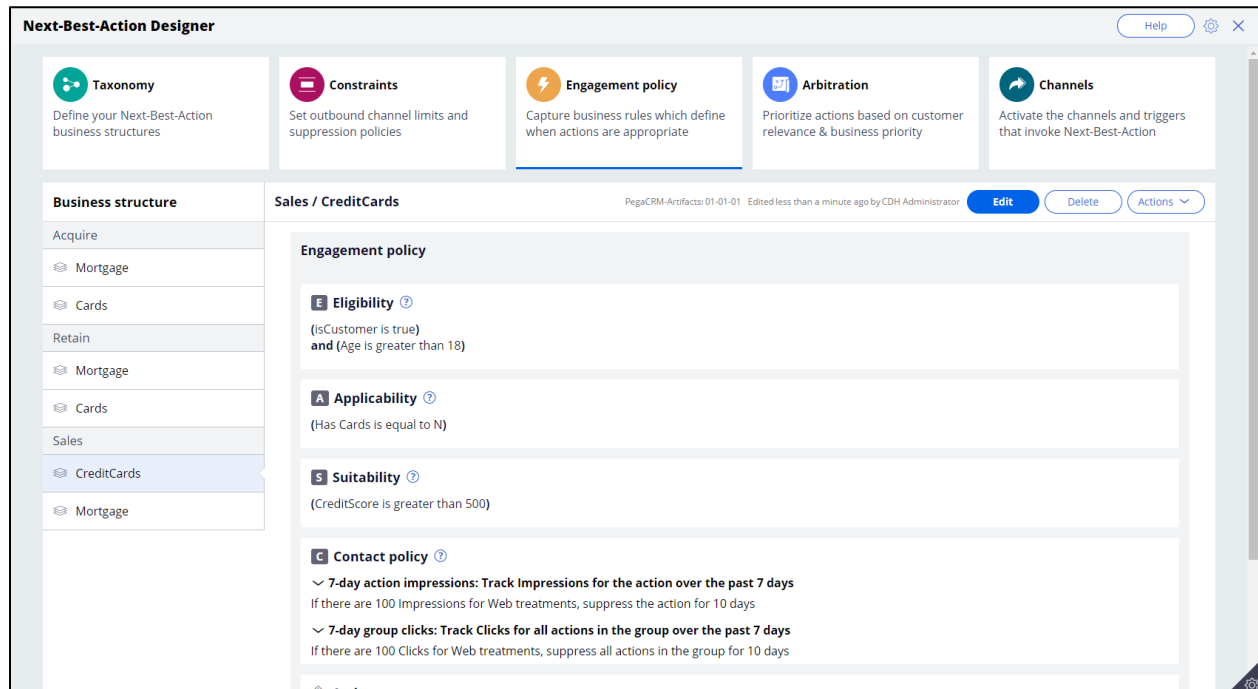 Next-Best-Action Designer
Help
Taxonomy
Define your Next-Best-Action
business structures
Constraints
Set outbound channel limits and
suppression policies
Engagement policy
Capture business rules which define
when actions are appropriate
Arbitration
Prioritize actions based on customer
relevance & business priority
Channels
Activate the channels and triggers
that invoke Next-Best-Action
Business structure
Acquire
Mortgage
Cards
Retain
Mortgage
Cards
Sales
CreditCards
Mortgage
Sales / CreditCards
PegaCRM-Artifacts: 01-01-01 Edited less than a minute ago by CDH Administrator
Edit
Delete
Actions
Engagement policy
E Eligibility ?
(isCustomer is true)
and (Age is greater than 18)
A Applicability ?
(Has Cards is equal to N)
S Suitability ?
(CreditScore is greater than 500)
C Contact policy ?
7-day action impressions: Track Impressions for the action over the past 7 days
If there are 100 Impressions for Web treatments, suppress the action for 10 days
7-day group clicks: Track Clicks for all actions in the group over the past 7 days
If there are 100 Clicks for Web treatments, suppress all actions in the group for 10 days